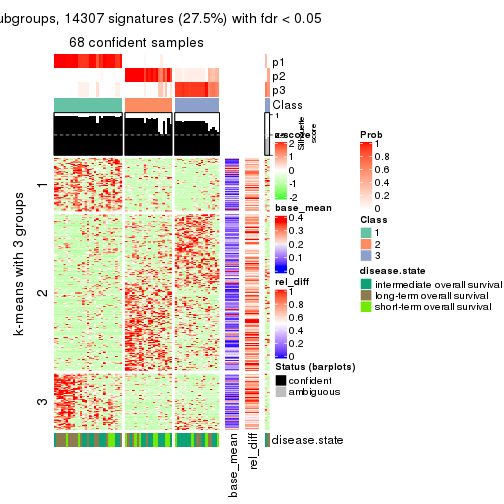 ubgroups, 14307 signatures (27.5%) with fdr < 0.05
68 confident samples
p1
p2
p3
Class
1
0
Silhouette
score
z-score
2
1
0
-1
-2
base_mean
0.4
0.3
0.2
0.1
0
rel_diff
1
0.8
0.6
0.4
0.2
0
Status (barplots)
confident
ambiguous
Prob
1
0.8
0.6
0.4
0.2
0
Class
1
2
3
disease.state
intermediate overall survival
long-term overall survival
short-term overall survival
k-means with 3 groups
1
2
3
disease.state
base_mean
rel_diff